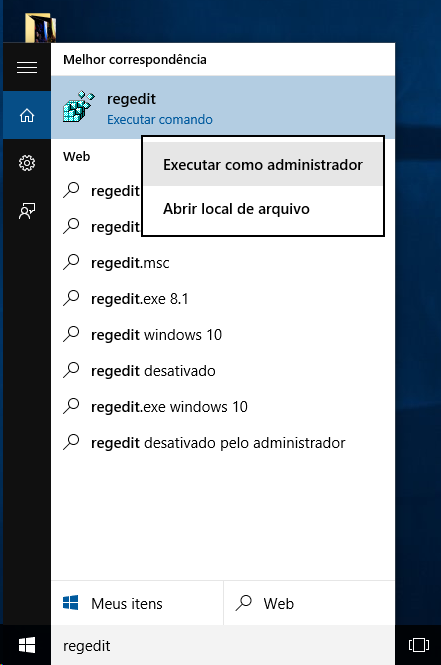 Melhor correspondência
regedit
Executar comando
Executar como administrador
Abrir local de arquivo
Web
regedit
regedit.
regedit.msc
regedit.exe 8.1
regedit windows 10
regedit desativado
regedit.exe windows 10
regedit desativado pelo administrador
Meus itens
Web
regedit